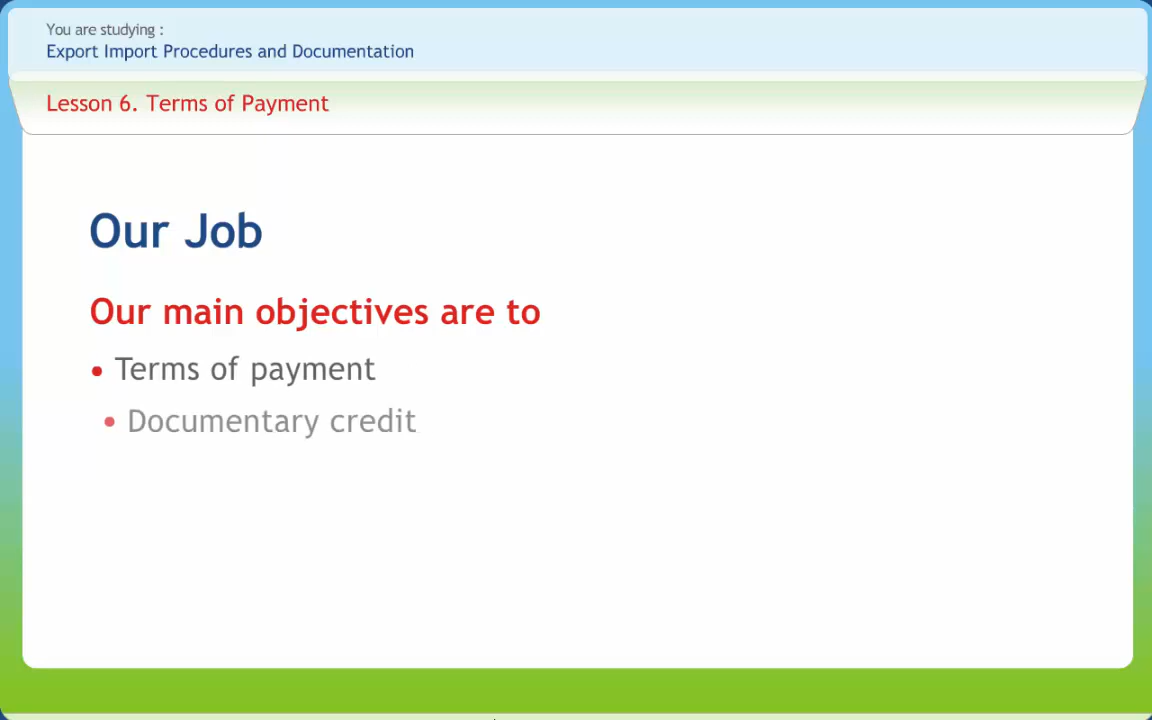 You are studying :
Export Import Procedures and Documentation
Lesson 6. Terms of Payment
Our Job
Our main objectives are to
• Terms of payment
• Documentary credit